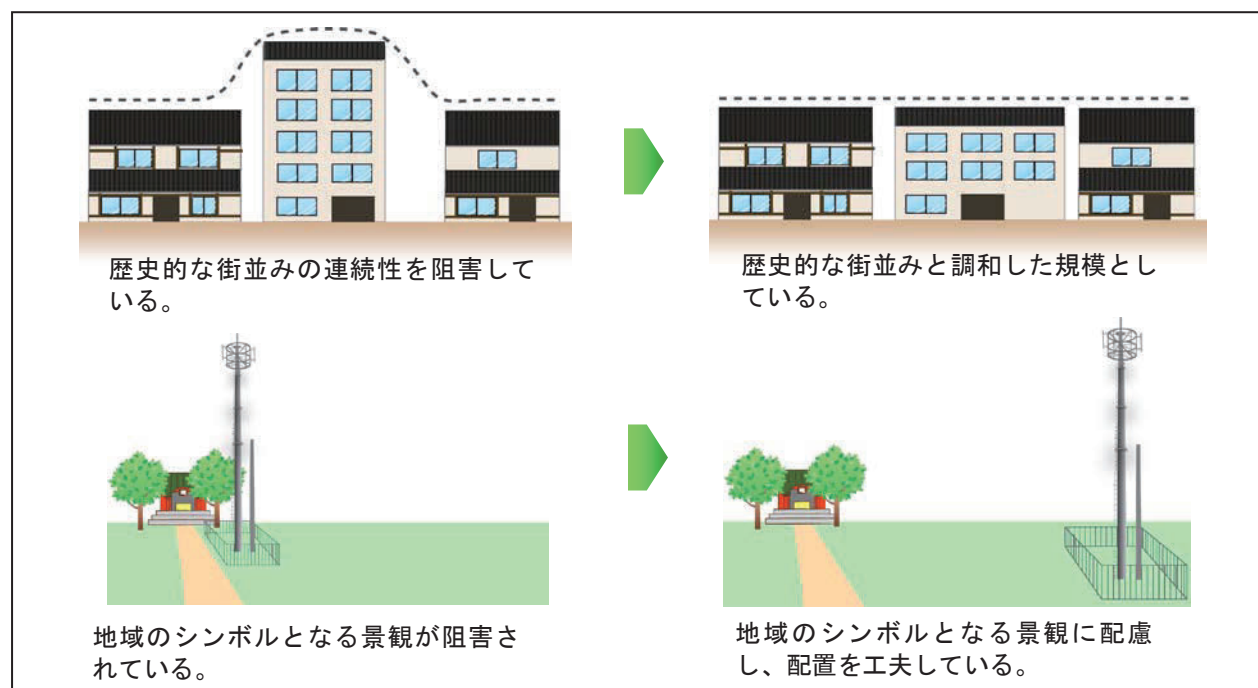 歴史的な街並みの連続性を阻害して
いる。
歴史的な街並みと調和した規模とし
ている。
地域のシンボルとなる景観が阻害さ
れている。
地域のシンボルとなる景観に配慮
し、配置を工夫している。